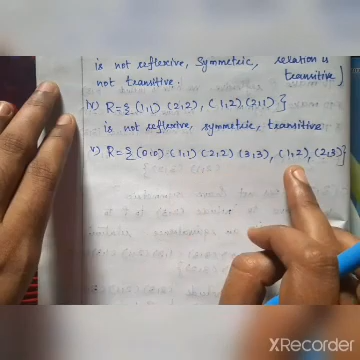 is not reflexive, Symmetric, relation is
not transitive. transitive)
iv) R = { (1,1) (2,2), (1,2) (2,1) }
is not reflexive, symmetric, transitive
v) R = { (0,0) (1,1) (2,2) (3,3), (1,2), (2,3) }
XRecorder